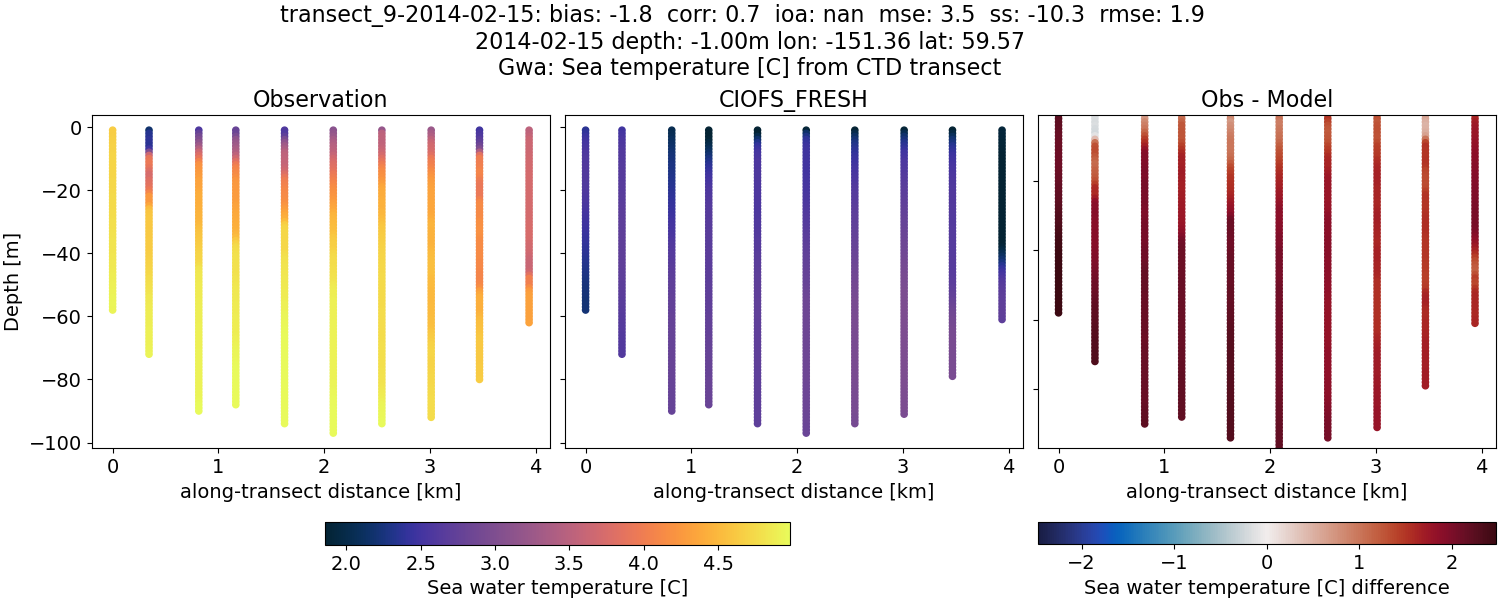 transect_9-2014-02-15: bias: -1.8  corr: 0.7  ioa: nan  mse: 3.5  ss: -10.3  rmse: 1.9
2014-02-15 depth: -1.00m lon: -151.36 lat: 59.57
Gwa: Sea temperature [C] from CTD transect
Observation
CIOFS_FRESH
Obs - Model
Depth [m]
0
−20
−40
−60
−80
−100
0 1 2 3 4
0 1 2 3 4
0 1 2 3 4
along-transect distance [km]
along-transect distance [km]
along-transect distance [km]
2.0 2.5 3.0 3.5 4.0 4.5
Sea water temperature [C]
−2 −1 0 1 2
Sea water temperature [C] difference